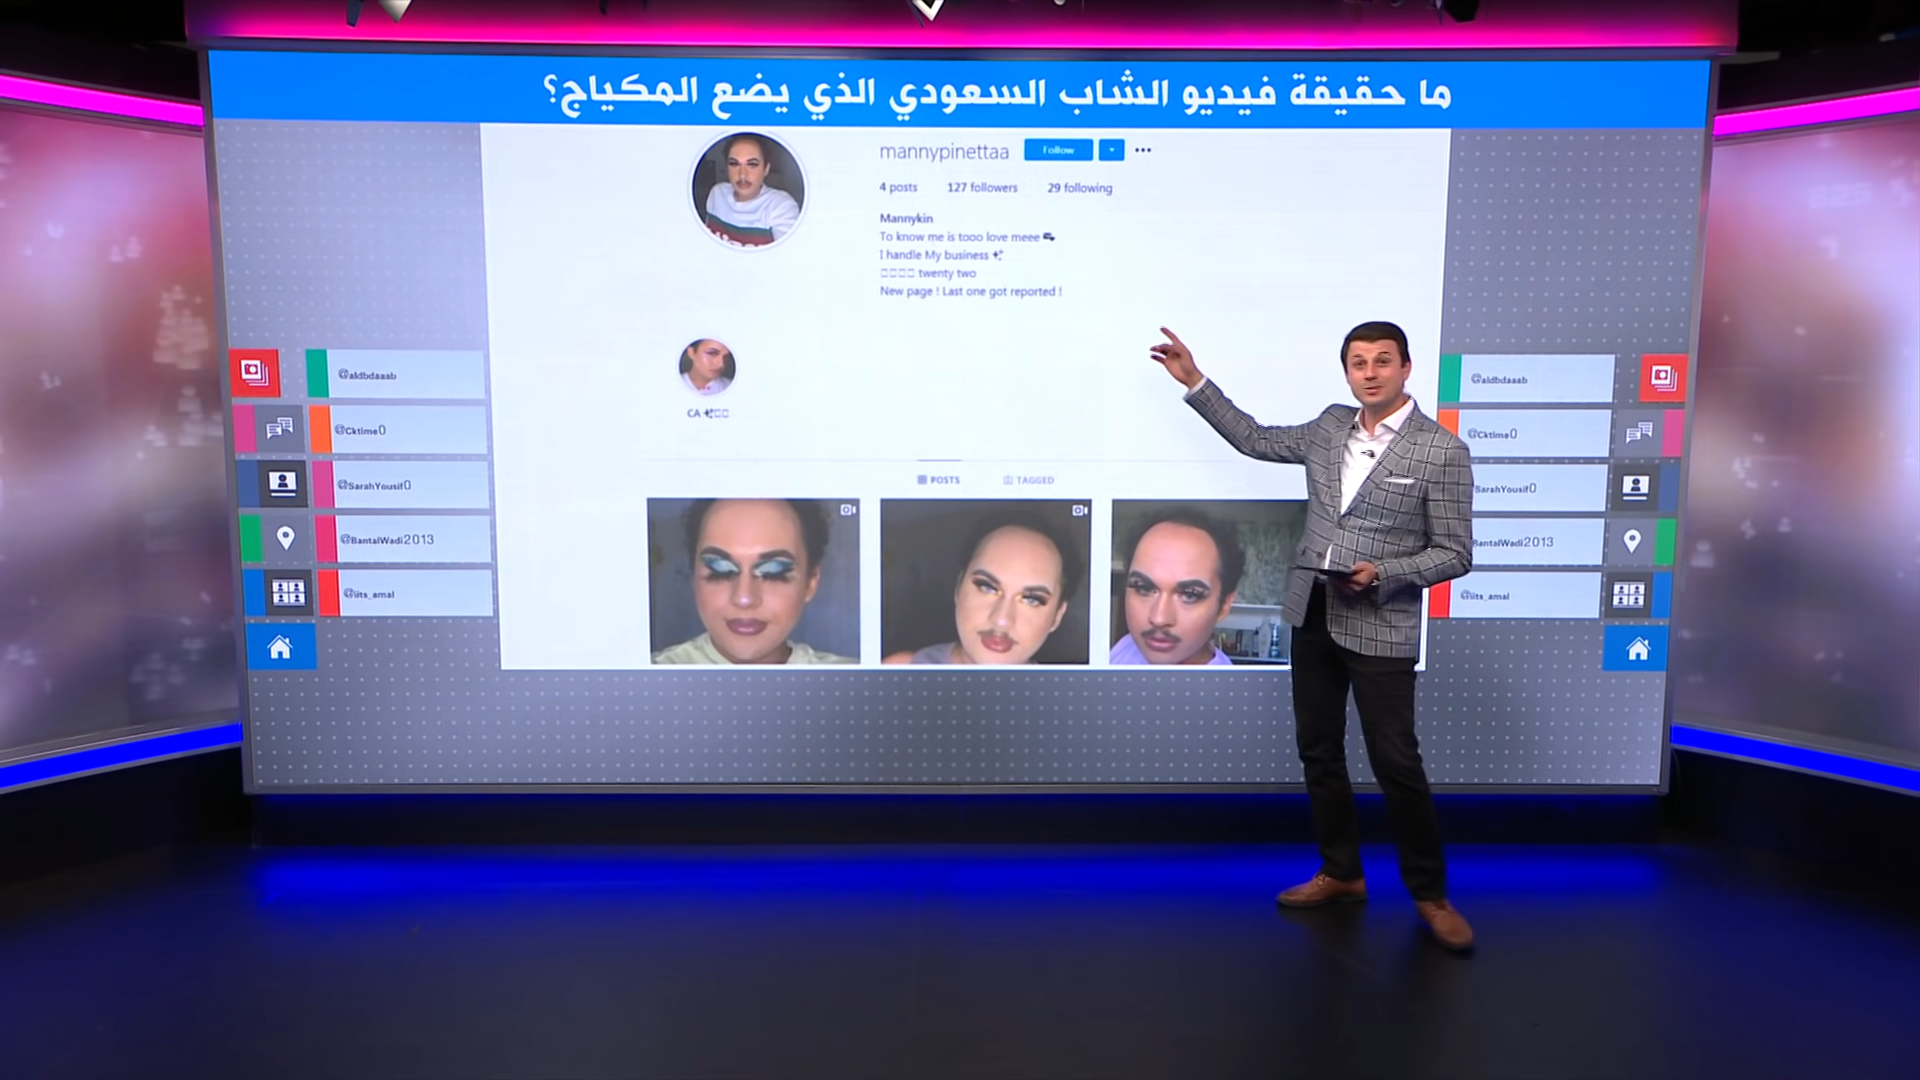 ما حقيقة فيديو الشاب السعودي الذي يضع المكياج؟
mannypinettaa Follow
4 posts 127 followers 29 following
Mannykin
To know me is tooo love meee
I handle My business
twenty two
New page ! Last one got reported !
CA
POSTS TAGGED
@aldbdaaab
@Cktime0
@SarahYousif0
@BantalWadi2013
@iits_amal
@aldbdaaab
@Cktime0
SarahYousif0
BantalWadi2013
@iits_amal